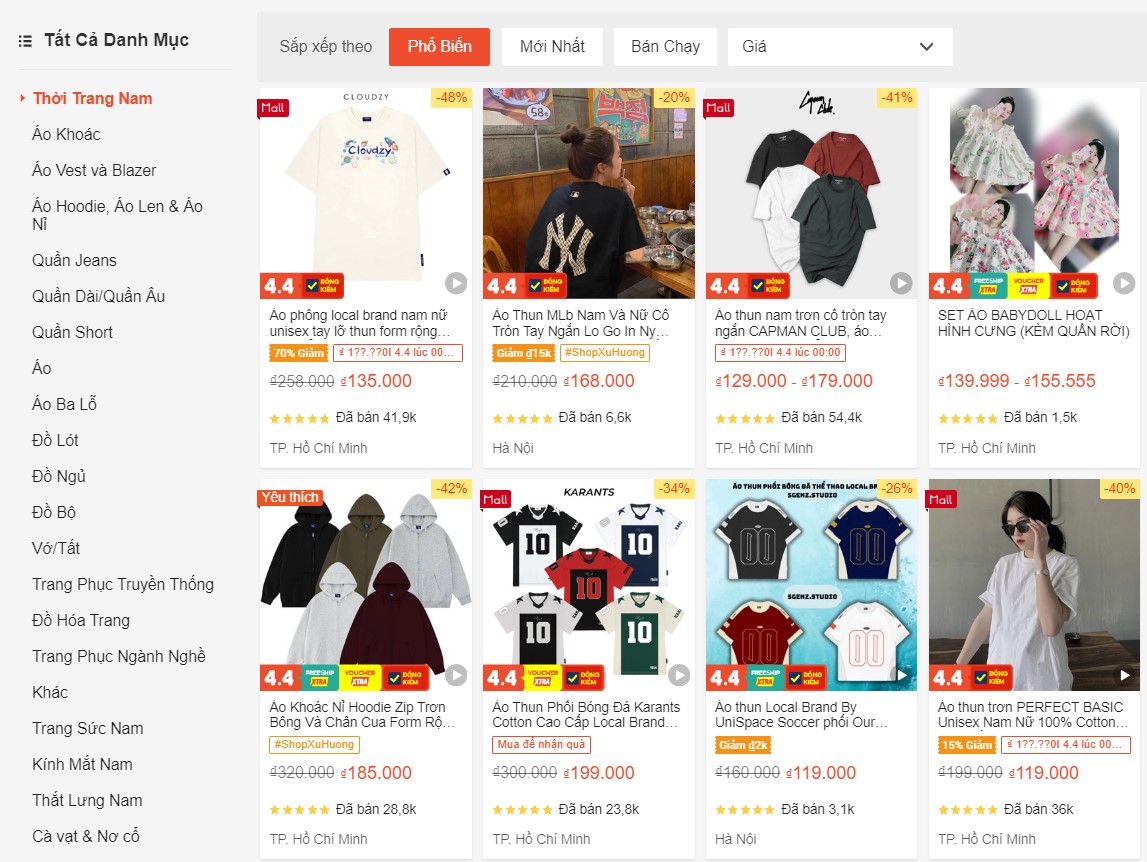 Tất Cả Danh Mục
Thời Trang Nam
Áo Khoác
Áo Vest và Blazer
Áo Hoodie, Áo Len & Áo
Nỉ
Quần Jeans
Quần Dài/Quần Âu
Quần Short
Áo
Áo Ba Lỗ
Đồ Lót
Đồ Ngủ
Đồ Bộ
Vớ/Tất
Trang Phục Truyền Thống
Đồ Hóa Trang
Trang Phục Ngành Nghề
Khác
Trang Sức Nam
Kính Mắt Nam
Thắt Lưng Nam
Cà vạt & Nơ cổ
Sắp xếp theo
Phổ Biến
Mới Nhất
Bán Chạy
Giá
Mall
CLOUDZY
-48%
Cloudzy
4.4
ĐỒNG
KIỂM
Áo phông local brand nam nữ
unisex tay lỡ thun form rộng...
70% Giảm
₫ 1??.??0I 4.4 lúc 00...
₫258.000 ₫135.000
Đã bán 41,9k
TP. Hồ Chí Minh
-20%
58k
NY
4.4
ĐỒNG
KIỂM
Áo Thun MLb Nam Và Nữ Cổ
Tròn Tay Ngắn Lo Go In Ny...
Giảm ₫15k
#ShopXuHuong
₫210.000 ₫168.000
Đã bán 6,6k
Hà Nội
Mall
-41%
4.4
ĐỒNG
KIỂM
Áo thun nam trơn cổ tròn tay
ngắn CAPMAN CLUB, áo...
₫ 1??.??0I 4.4 lúc 00:00
₫129.000 - ₫179.000
Đã bán 54,4k
TP. Hồ Chí Minh
4.4
FREESHIP
XTRA
VOUCHER
XTRA
ĐỒNG
KIỂM
SET ÁO BABYDOLL HOẠT
HÌNH CƯNG (KÈM QUẦN RỜI)
₫139.999 - ₫155.555
Đã bán 1,5k
TP. Hồ Chí Minh
Yêu thích
-42%
4.4
FREESHIP
XTRA
VOUCHER
XTRA
ĐỒNG
KIỂM
Áo Khoác Nỉ Hoodie Zip Trơn
Bông Và Chân Cua Form Rộ...
#ShopXuHuong
₫320.000 ₫185.000
Đã bán 28,8k
TP. Hồ Chí Minh
Mall
KARANTS
-34%
10
10
10
10
10
4.4
VOUCHER
XTRA
ĐỒNG
KIỂM
Áo Thun Phối Bóng Đá Karants
Cotton Cao Cấp Local Brand...
Mua để nhận quà
₫300.000 ₫199.000
Đã bán 23,8k
TP. Hồ Chí Minh
ÁO THUN PHỐI BÓNG ĐÁ THỂ THAO LOCAL BR
-26%
SGENZ.STUDIO
00
00
SGENZ.STUDIO
00
00
4.4
FREESHIP
XTRA
ĐỒNG
KIỂM
Áo thun Local Brand By
UniSpace Soccer phối Our...
Giảm ₫2k
₫160.000 ₫119.000
Đã bán 3,1k
Hà Nội
Mall
-40%
4.4
ĐỒNG
KIỂM
Áo thun trơn PERFECT BASIC
Unisex Nam Nữ 100% Cotton...
15% Giảm
₫ 1??.??0I 4.4 lúc 00...
₫199.000 ₫119.000
Đã bán 36k
TP. Hồ Chí Minh